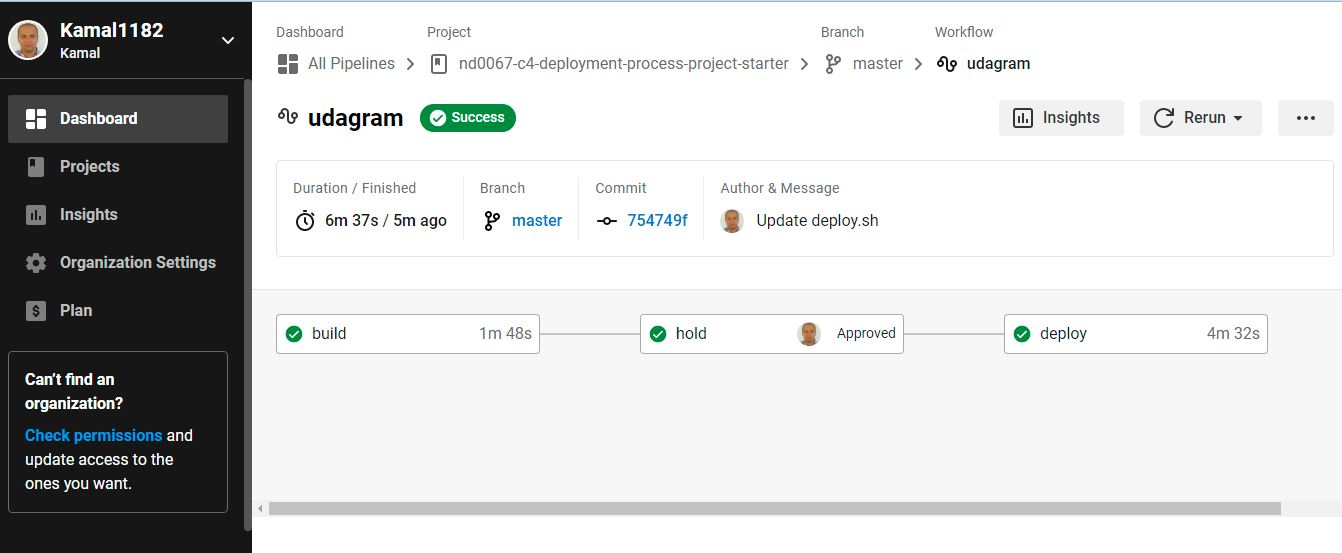 Kamal1182
Kamal
Dashboard
Projects
Insights
Organization Settings
Plan
Can't find an
organization?
Check permissions and
update access to the
ones you want.
Dashboard Project Branch Workflow
All Pipelines nd0067-c4-deployment-process-project-starter master udagram
udagram Success Insights Rerun
Duration / Finished Branch Commit Author & Message
6m 37s / 5m ago master 754749f Update deploy.sh
build 1m 48s hold Approved deploy 4m 32s